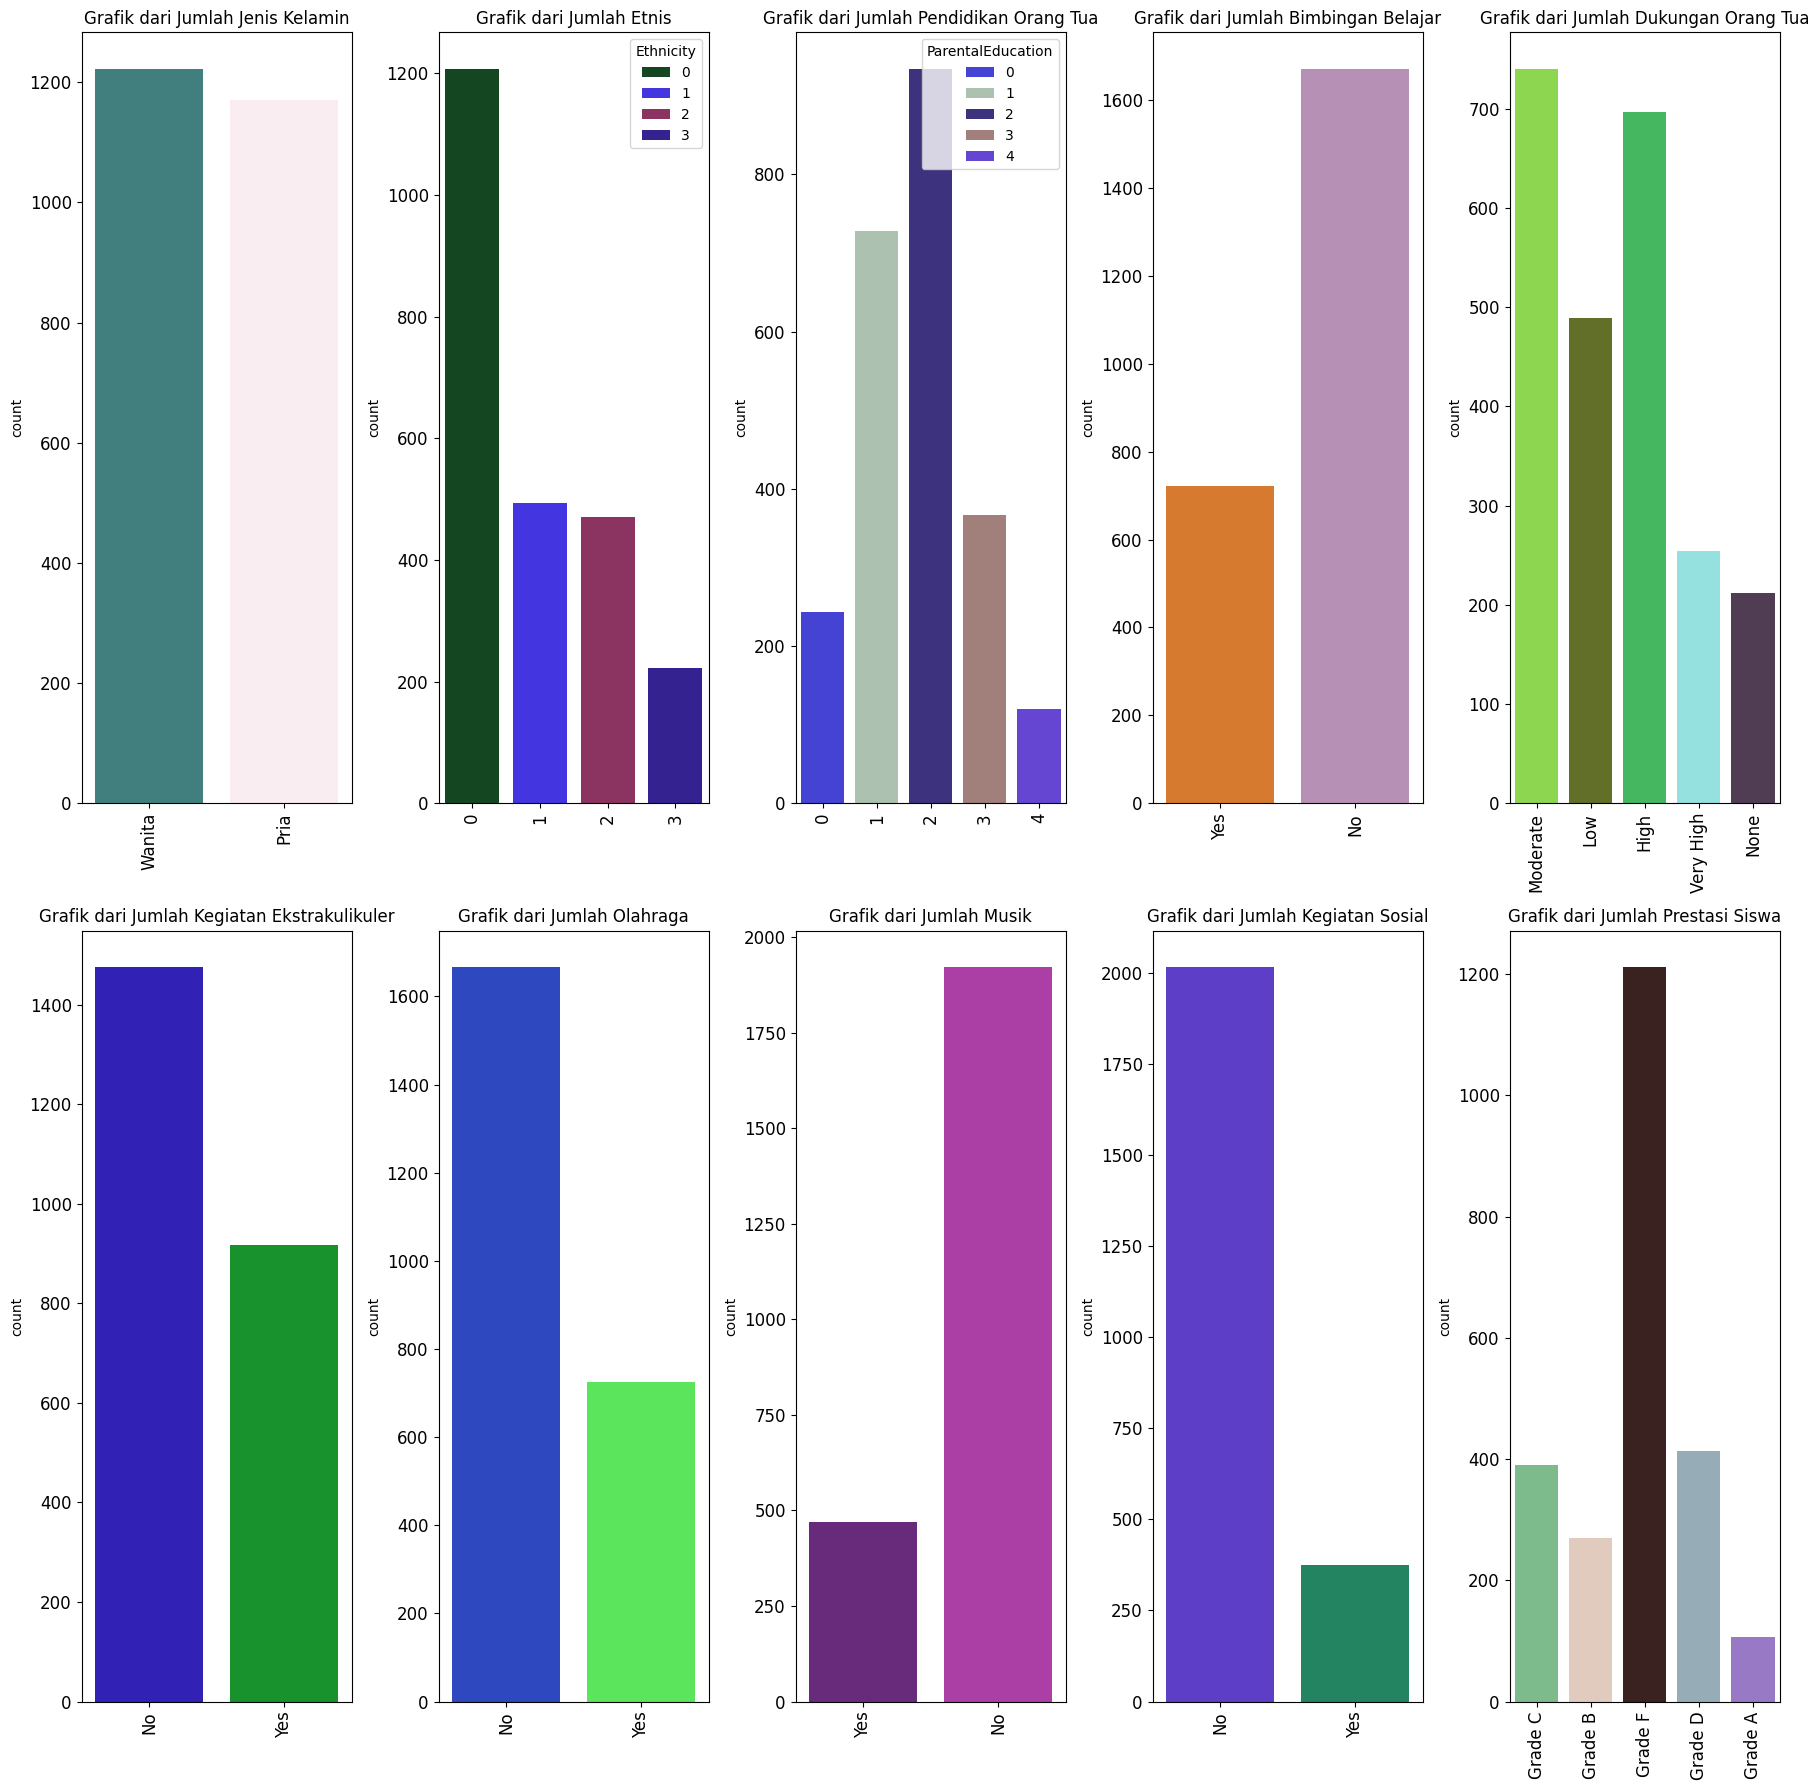 Grafik dari Jumlah Jenis Kelamin
count
1200
1000
800
600
400
200
0
Wanita
Pria
Grafik dari Jumlah Etnis
count
1200
1000
800
600
400
200
0
Ethnicity
0
1
2
3
0
1
2
3
Grafik dari Jumlah Pendidikan Orang Tua
count
800
600
400
200
0
ParentalEducation
0
1
2
3
4
0
1
2
3
4
Grafik dari Jumlah Bimbingan Belajar
count
1600
1400
1200
1000
800
600
400
200
0
Yes
No
Grafik dari Jumlah Dukungan Orang Tua
count
700
600
500
400
300
200
100
0
Moderate
Low
High
Very High
None
Grafik dari Jumlah Kegiatan Ekstrakulikuler
count
1400
1200
1000
800
600
400
200
0
No
Yes
Grafik dari Jumlah Olahraga
count
1600
1400
1200
1000
800
600
400
200
0
No
Yes
Grafik dari Jumlah Musik
count
2000
1750
1500
1250
1000
750
500
250
0
Yes
No
Grafik dari Jumlah Kegiatan Sosial
count
2000
1750
1500
1250
1000
750
500
250
0
No
Yes
Grafik dari Jumlah Prestasi Siswa
count
1200
1000
800
600
400
200
0
Grade C
Grade B
Grade F
Grade D
Grade A